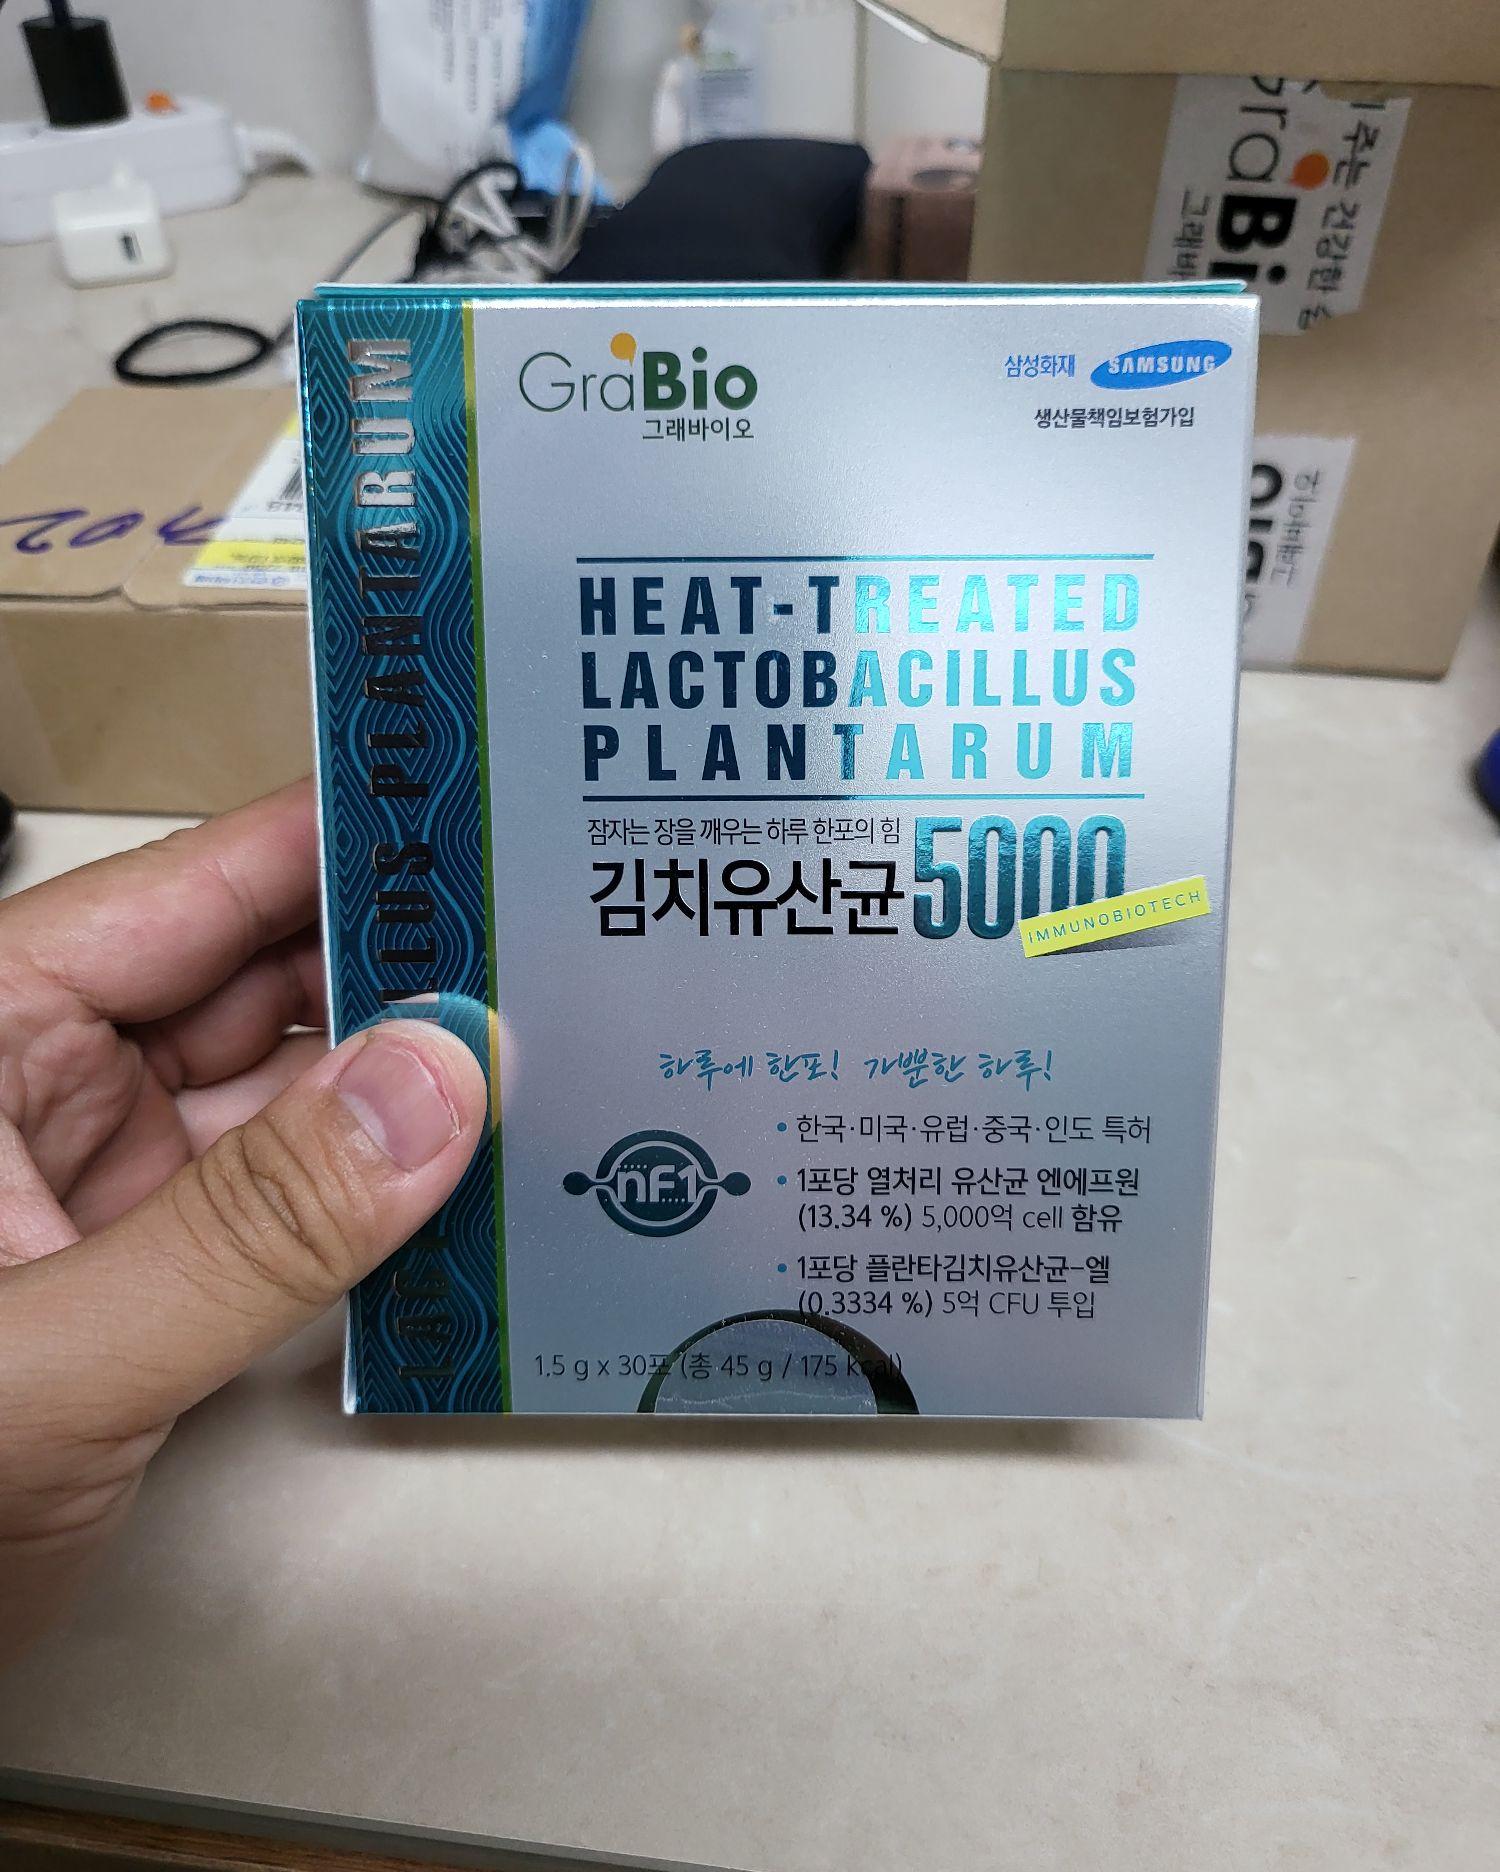 GraBio
그래바이오
삼성화재 SAMSUNG
생산물책임보험가입
PLANTARUM
HEAT-TREATED
LACTOBACILLUS
PLANTARUM
잠자는 장을 깨우는 하루 한포의 힘
김치유산균 5000
IMMUNOBIOTECH
하루에 한포! 가뿐한 하루!
nF1
• 한국·미국·유럽·중국·인도 특허
• 1포당 열처리 유산균 엔에프원
(13.34 %) 5,000억 cell 함유
• 1포당 플란타김치유산균-엘
(0.3334 %) 5억 CFU 투입
1.5 g x 30포 (총 45 g / 175 kcal)
주는 건강한